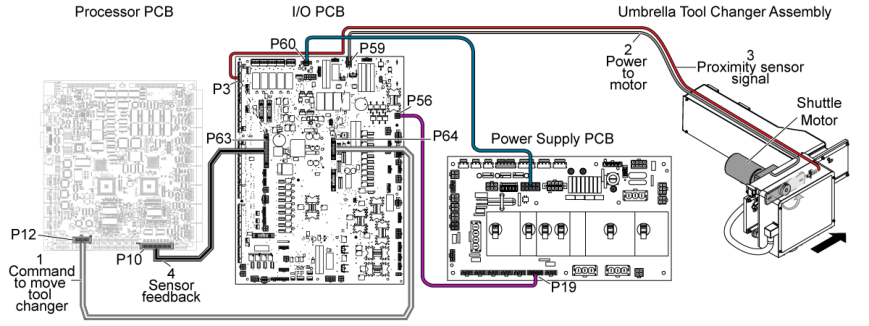 Processor PCB
I/O PCB
Umbrella Tool Changer Assembly
P60
P59
2
Power
to
motor
3
Proximity sensor
signal
P3
P56
Shuttle
Motor
P63
P64
Power Supply PCB
P12
P10
1
Command
to move
tool
changer
4
Sensor
feedback
P19